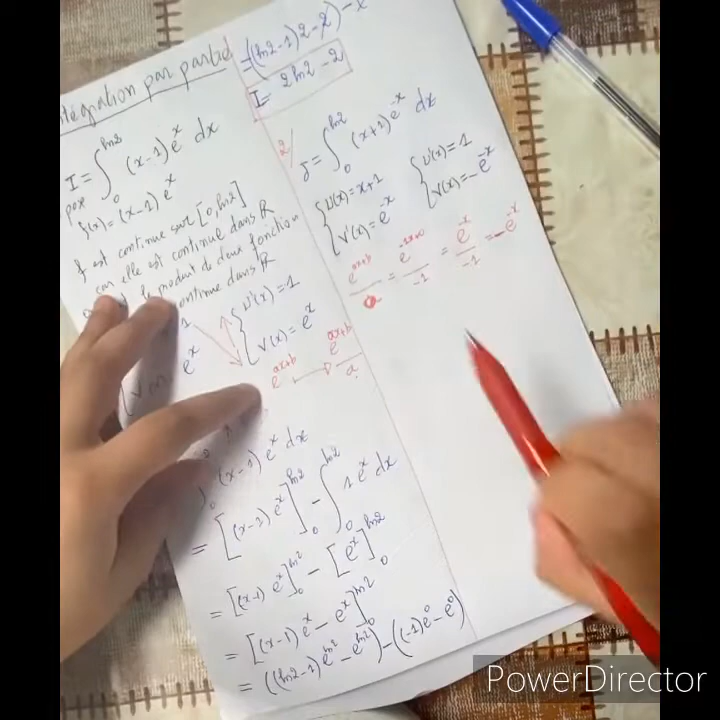 intégration par partie
I = ∫₀^ln2 (x-1) e^x dx
pose f(x) = (x-1) e^x
f est continue sur [0, ln2]
car elle est continue dans R
le produit de deux fonction
continue dans R
1
e^x
{ U'(x) = 1
V(x) = e^x
e^ax+b → e^ax+b / a
(x-1) e^x dx
= [(x-1) e^x]₀^ln2 - ∫₀^ln2 1 e^x dx
= [(x-1) e^x]₀^ln2 - [e^x]₀^ln2
= [(x-1) e^x - e^x]₀^ln2
= ((ln2-1) e^ln2 - e^ln2) - ((-1) e^0 - e^0)
= ((ln2-1) 2 - 2) -
I = 2ln2 - 2
2/
J = ∫₀^ln2 (x+1) e^-x dx
{ U(x) = x+1
V'(x) = e^-x
{ U'(x) = 1
V(x) = -e^-x
e^ax+b / a = e^-1x+0 / -1 = e^-x / -1 = -e^-x
PowerDirector